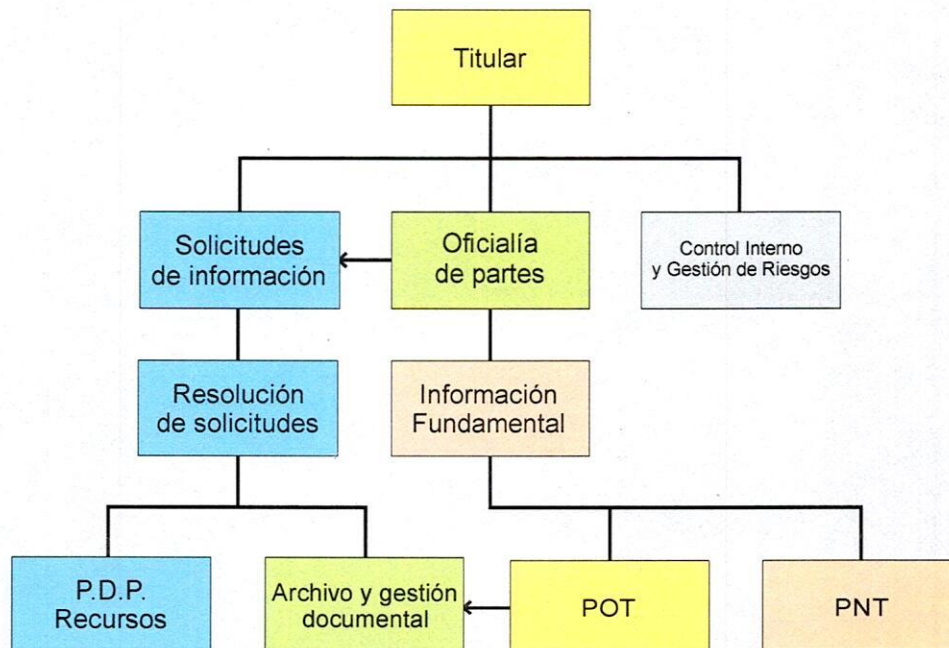 Titular
Solicitudes
de información
Oficialía
de partes
Control Interno
y Gestión de Riesgos
Resolución
de solicitudes
Información
Fundamental
P.D.P.
Recursos
Archivo y gestión
documental
POT
PNT